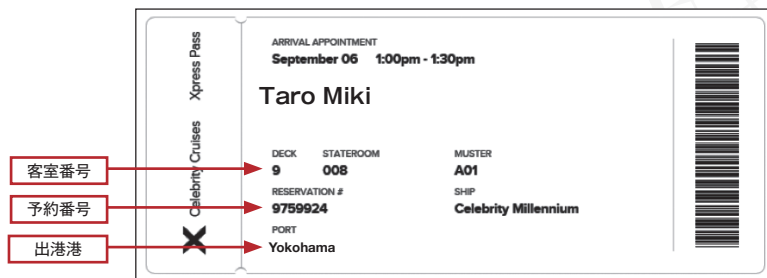 Celebrity Cruises Xpress Pass
ARRIVAL APPOINTMENT
September 06 1:00pm - 1:30pm
Taro Miki
DECK STATEROOM MUSTER
客室番号 9 008 A01
RESERVATION # SHIP
予約番号 9759924 Celebrity Millennium
PORT
出港港 Yokohama